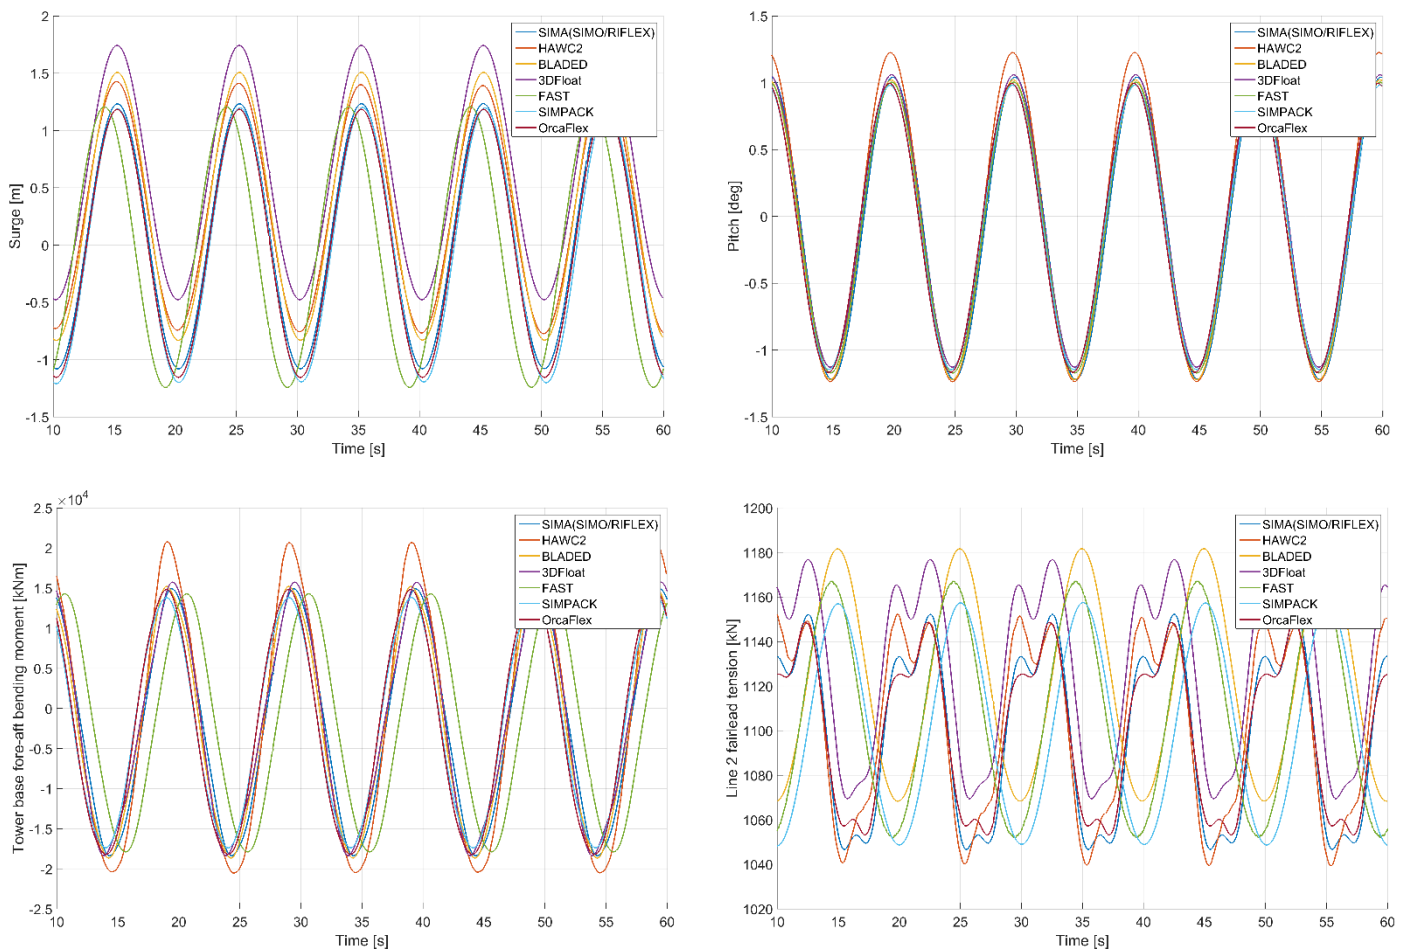 2
1.5
1
0.5
0
-0.5
-1
-1.5
Surge [m]
10 15 20 25 30 35 40 45 50 55 60
Time [s]
SIMA(SIMO/RIFLEX)
HAWC2
BLADED
3DFloat
FAST
SIMPACK
OrcaFlex
1.5
1
0.5
0
-0.5
-1
-1.5
Pitch [deg]
10 15 20 25 30 35 40 45 50 55 60
Time [s]
SIMA(SIMO/RIFLEX)
HAWC2
BLADED
3DFloat
FAST
SIMPACK
OrcaFlex
×10⁴
2.5
2
1.5
1
0.5
0
-0.5
-1
-1.5
-2
-2.5
Tower base fore-aft bending moment [kNm]
10 15 20 25 30 35 40 45 50 55 60
Time [s]
SIMA(SIMO/RIFLEX)
HAWC2
BLADED
3DFloat
FAST
SIMPACK
OrcaFlex
1200
1180
1160
1140
1120
1100
1080
1060
1040
1020
Line 2 fairlead tension [kN]
10 15 20 25 30 35 40 45 50 55 60
Time [s]
SIMA(SIMO/RIFLEX)
HAWC2
BLADED
3DFloat
FAST
SIMPACK
OrcaFlex